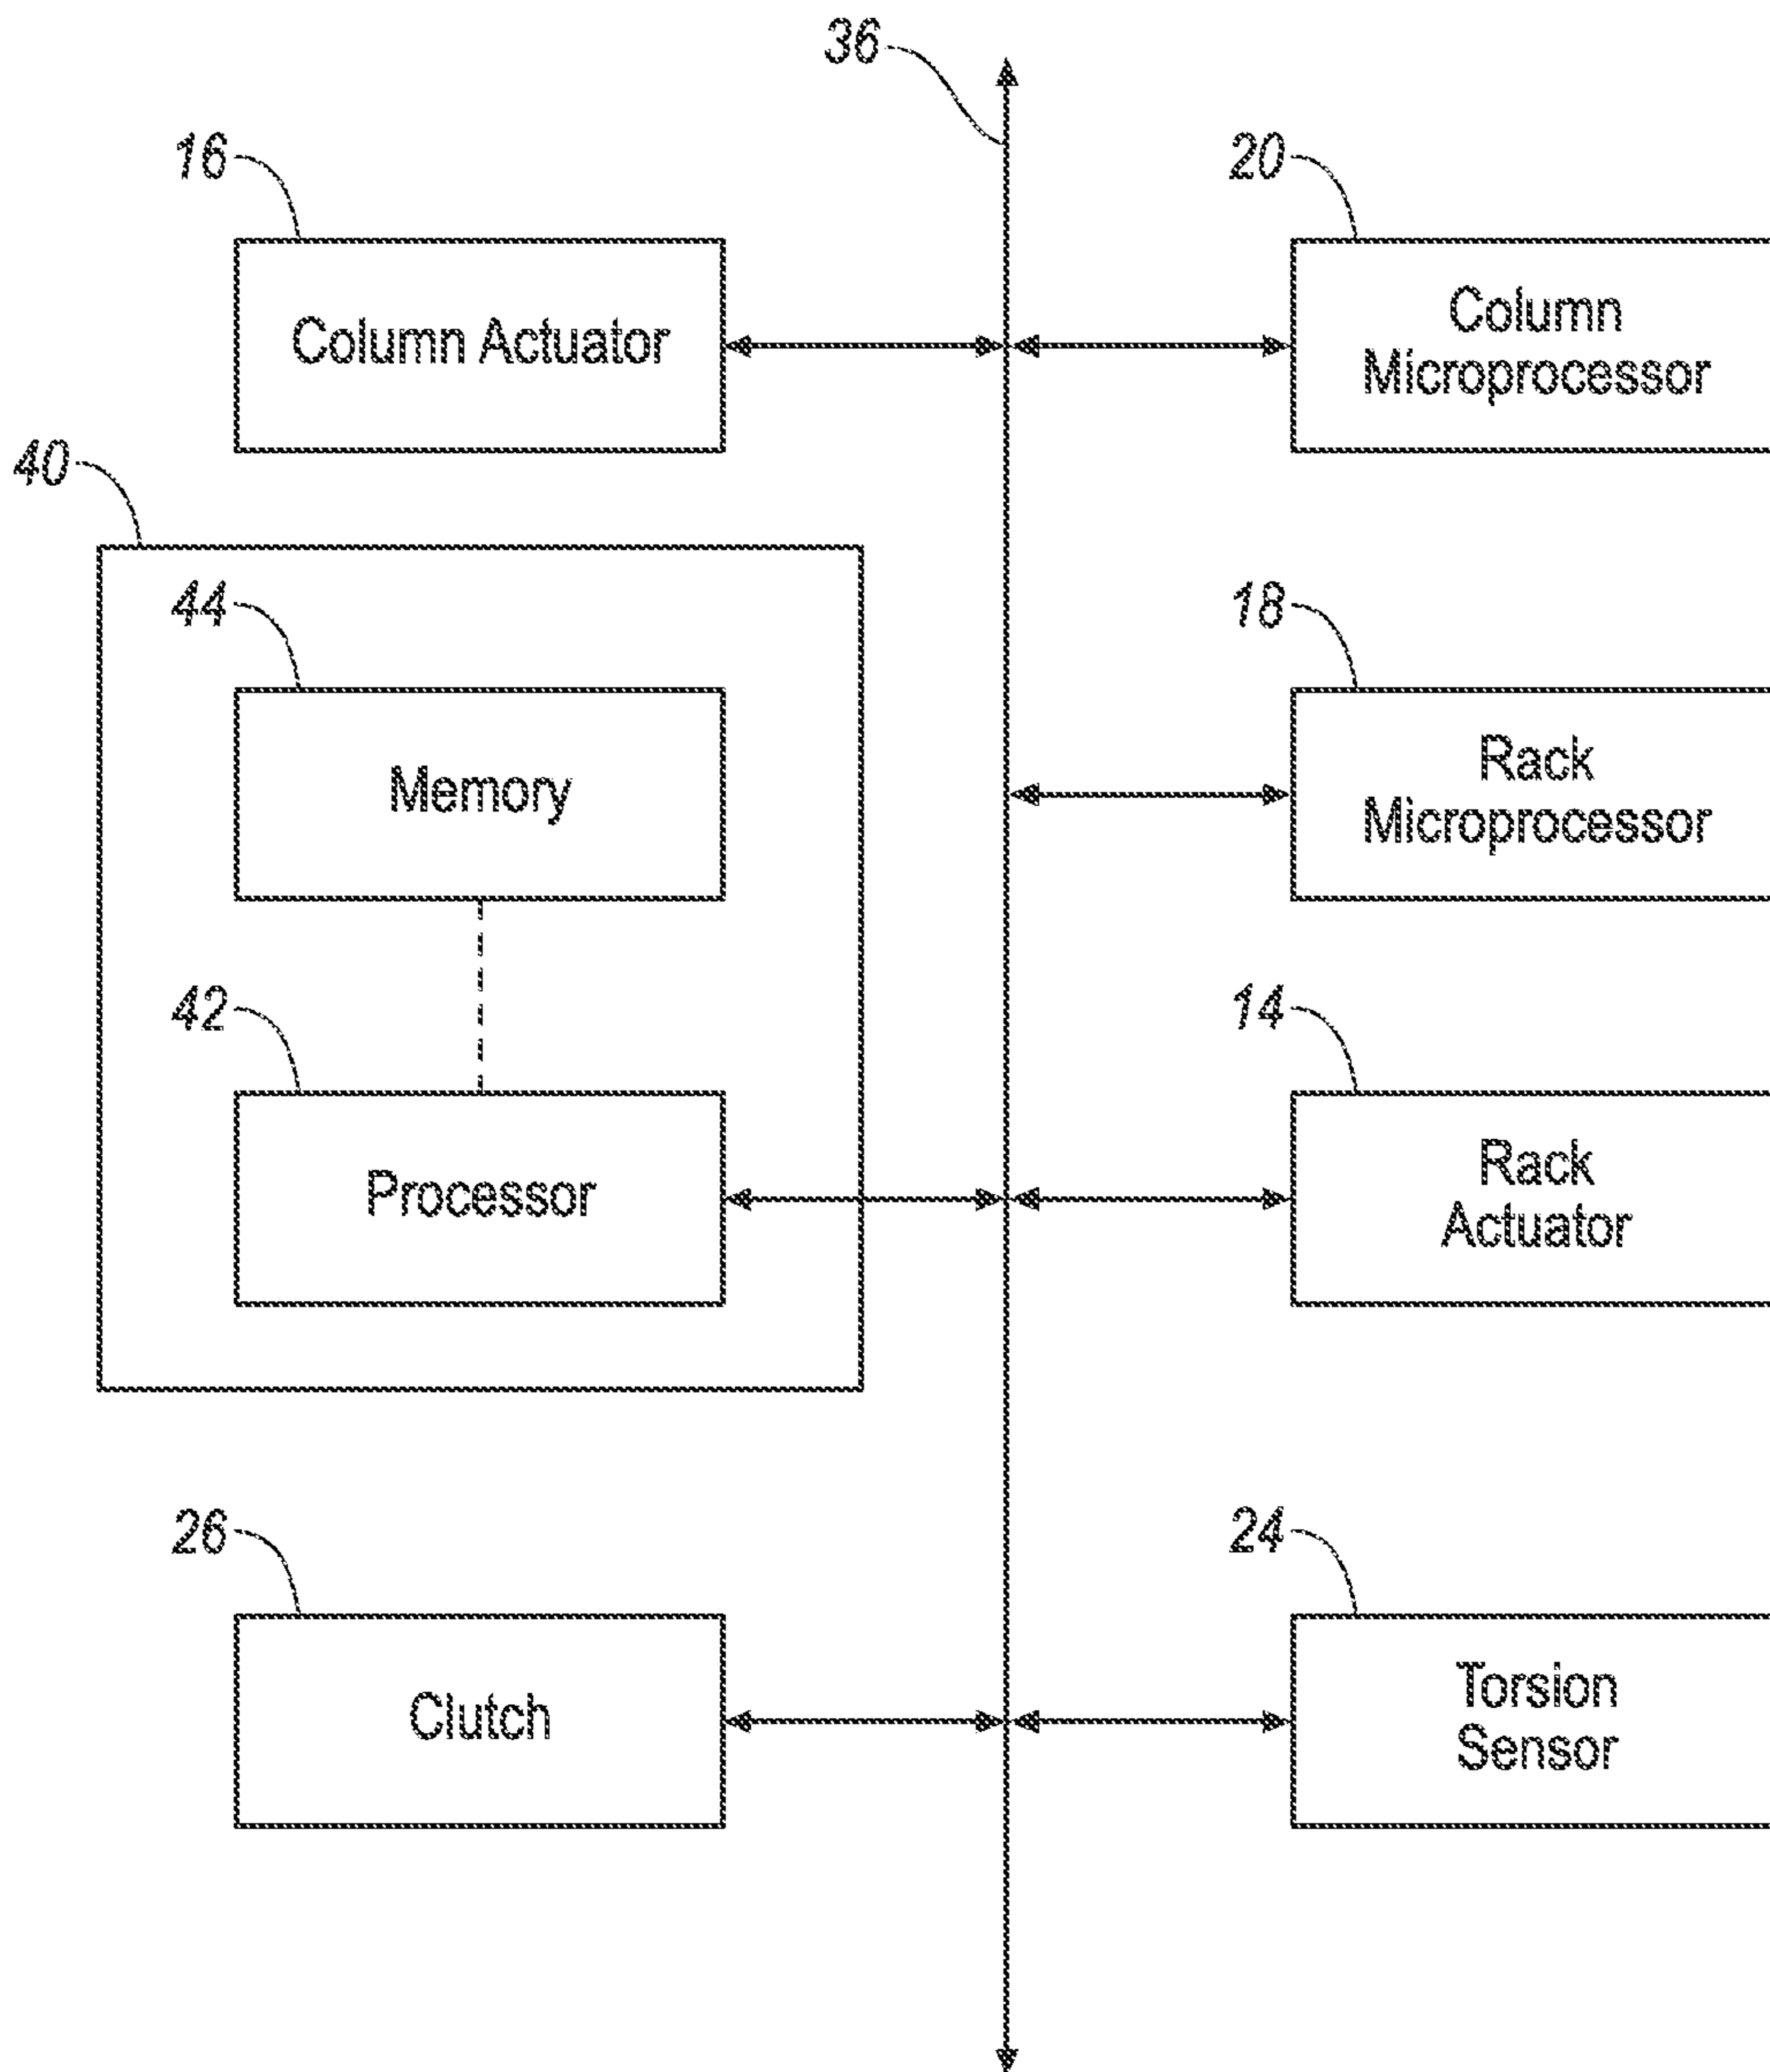 36
16
20
Column Actuator
Column
Microprocessor
40
44
18
Memory
Rack
Microprocessor
42
14
Processor
Rack
Actuator
26
24
Clutch
Torsion
Sensor